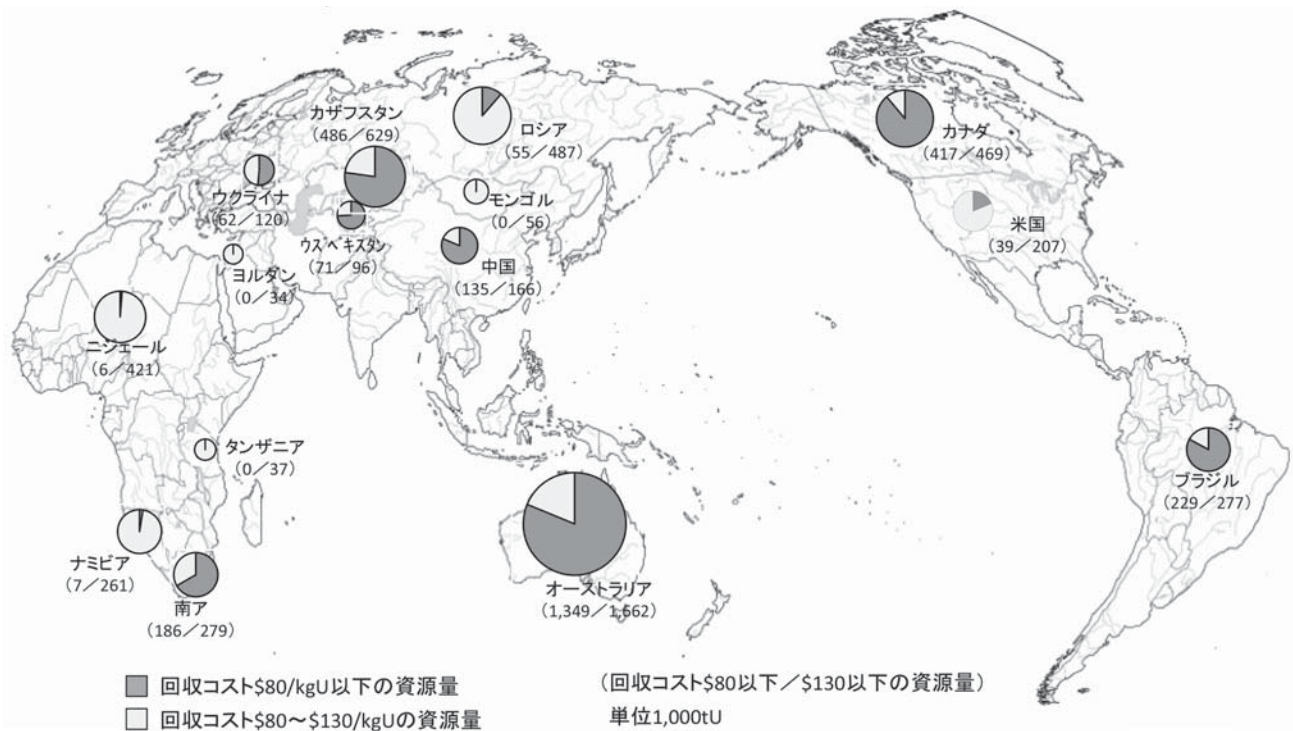 カザフスタン
(486/629)
ロシア
(55/487)
カナダ
(417/469)
ウクライナ
(62/120)
モンゴル
(0/56)
米国
(39/207)
ウズベキスタン
(71/96)
中国
(135/166)
ヨルダン
(0/34)
ニジェール
(6/421)
タンザニア
(0/37)
ブラジル
(229/277)
ナミビア
(7/261)
南ア
(186/279)
オーストラリア
(1,349/1,662)
回収コスト$80/kgU以下の資源量
回収コスト$80～$130/kgUの資源量
(回収コスト$80以下/$130以下の資源量)
単位1,000tU